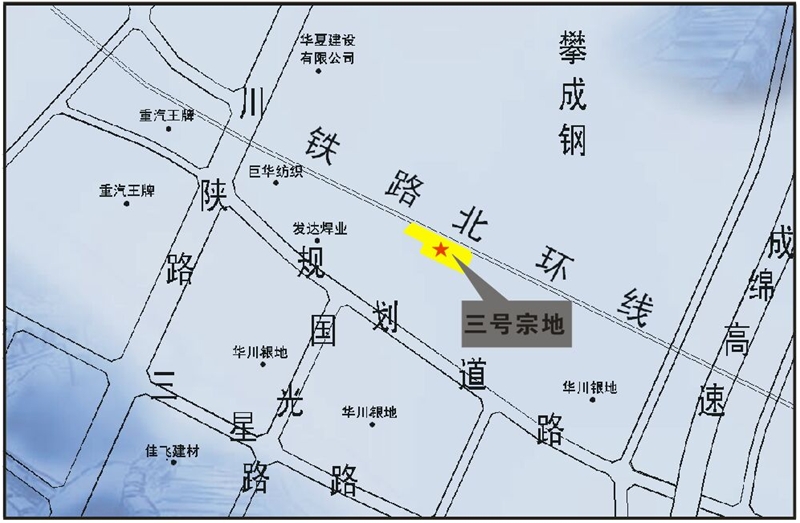 华夏建设
有限公司
攀成钢
重汽王牌
川陕路
铁路北环线
巨华纺织
重汽王牌
发达焊业
规划道路
成绵高速
三号宗地
国光路
华川银地
华川银地
华川银地
三星路
佳飞建材